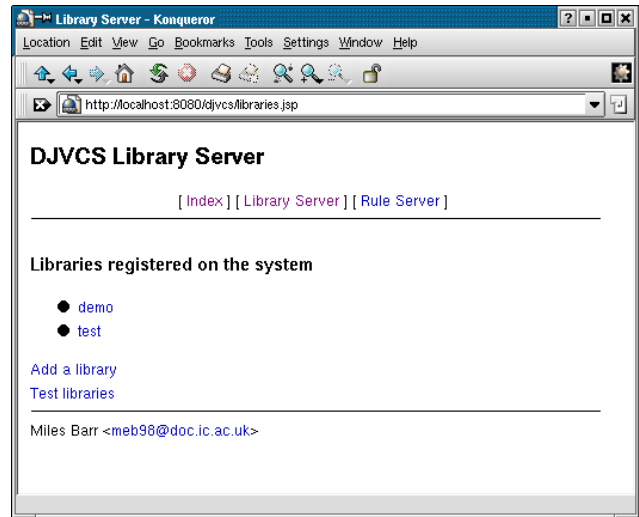 Library Server - Konqueror
Location Edit View Go Bookmarks Tools Settings Window Help
http://localhost:8080/djvcs/libraries.jsp
DJVCS Library Server
[ Index ] [ Library Server ] [ Rule Server ]
Libraries registered on the system
demo
test
Add a library
Test libraries
Miles Barr <meb98@doc.ic.ac.uk>